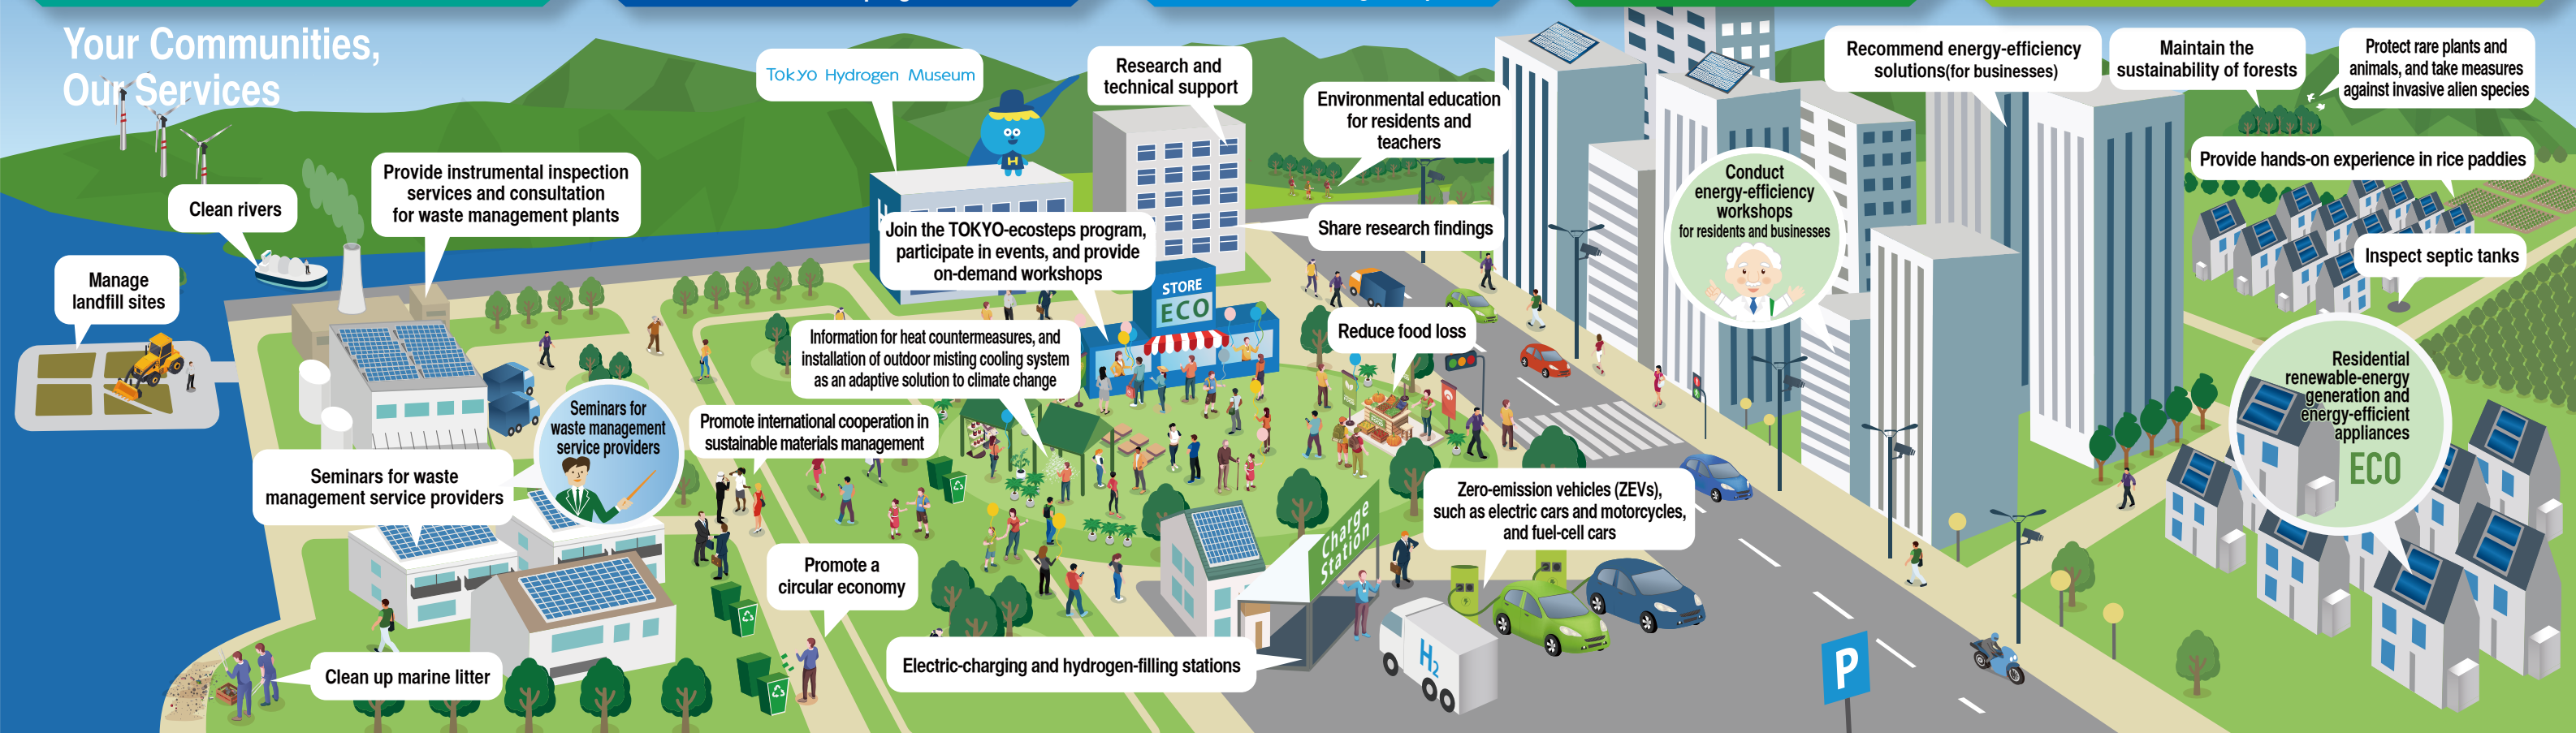 Your Communities,
Our Services
Tokyo Hydrogen Museum
Research and
technical support
Environmental education
for residents and
teachers
Recommend energy-efficiency
solutions(for businesses)
Maintain the
sustainability of forests
Protect rare plants and
animals, and take measures
against invasive alien species
Provide hands-on experience in rice paddies
Inspect septic tanks
Clean rivers
Provide instrumental inspection
services and consultation
for waste management plants
Manage
landfill sites
Join the TOKYO-ecosteps program,
participate in events, and provide
on-demand workshops
Share research findings
Conduct
energy-efficiency
workshops
for residents and businesses
STORE
ECO
H
Information for heat countermeasures, and
installation of outdoor misting cooling system
as an adaptive solution to climate change
Reduce food loss
Seminars for
waste management
service providers
Promote international cooperation in
sustainable materials management
Seminars for waste
management service providers
Residential
renewable-energy
generation and
energy-efficient
appliances
ECO
Zero-emission vehicles (ZEVs),
such as electric cars and motorcycles,
and fuel-cell cars
Charge
Station
Promote a
circular economy
Electric-charging and hydrogen-filling stations
H2
P
Clean up marine litter